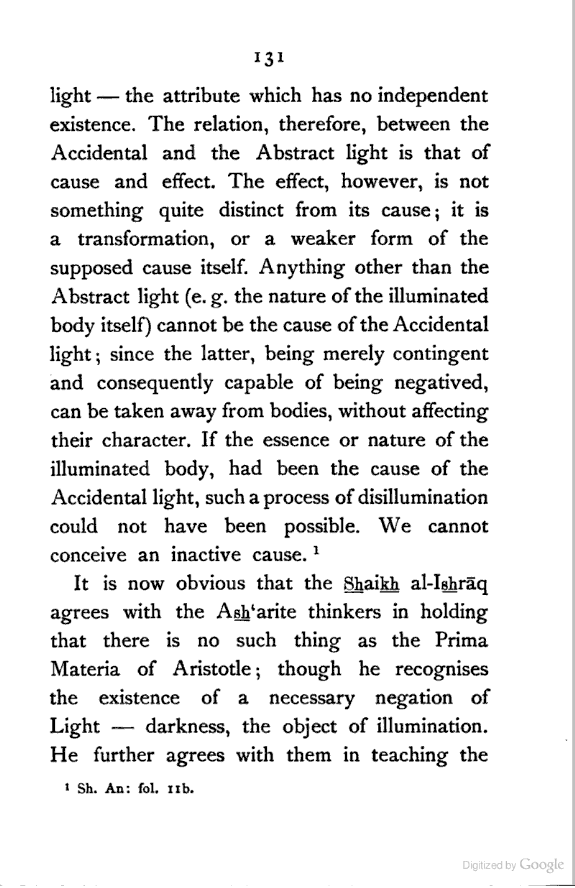 131
light — the attribute which has no independent
existence. The relation, therefore, between the
Accidental and the Abstract light is that of
cause and effect. The effect, however, is not
something quite distinct from its cause; it is
a transformation, or a weaker form of the
supposed cause itself. Anything other than the
Abstract light (e. g. the nature of the illuminated
body itself) cannot be the cause of the Accidental
light; since the latter, being merely contingent
and consequently capable of being negatived,
can be taken away from bodies, without affecting
their character. If the essence or nature of the
illuminated body, had been the cause of the
Accidental light, such a process of disillumination
could not have been possible. We cannot
conceive an inactive cause. ¹
It is now obvious that the Shaikh al-Ishrāq
agrees with the Ash‘arite thinkers in holding
that there is no such thing as the Prima
Materia of Aristotle; though he recognises
the existence of a necessary negation of
Light — darkness, the object of illumination.
He further agrees with them in teaching the
¹ Sh. An: fol. 11b.
Digitized by Google